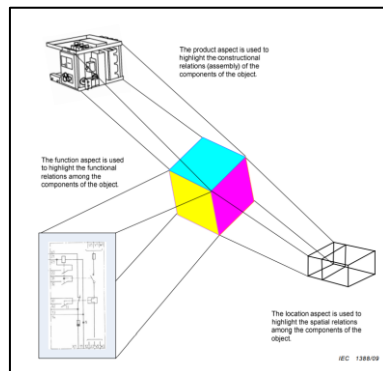 The product aspect is used to
highlight the constructional
relations (assembly) of the
components of the object.
The function aspect is used
to highlight the functional
relations among the
components of the object.
The location aspect is used to
highlight the spatial relations
among the components of the
object.
IEC 1388/09